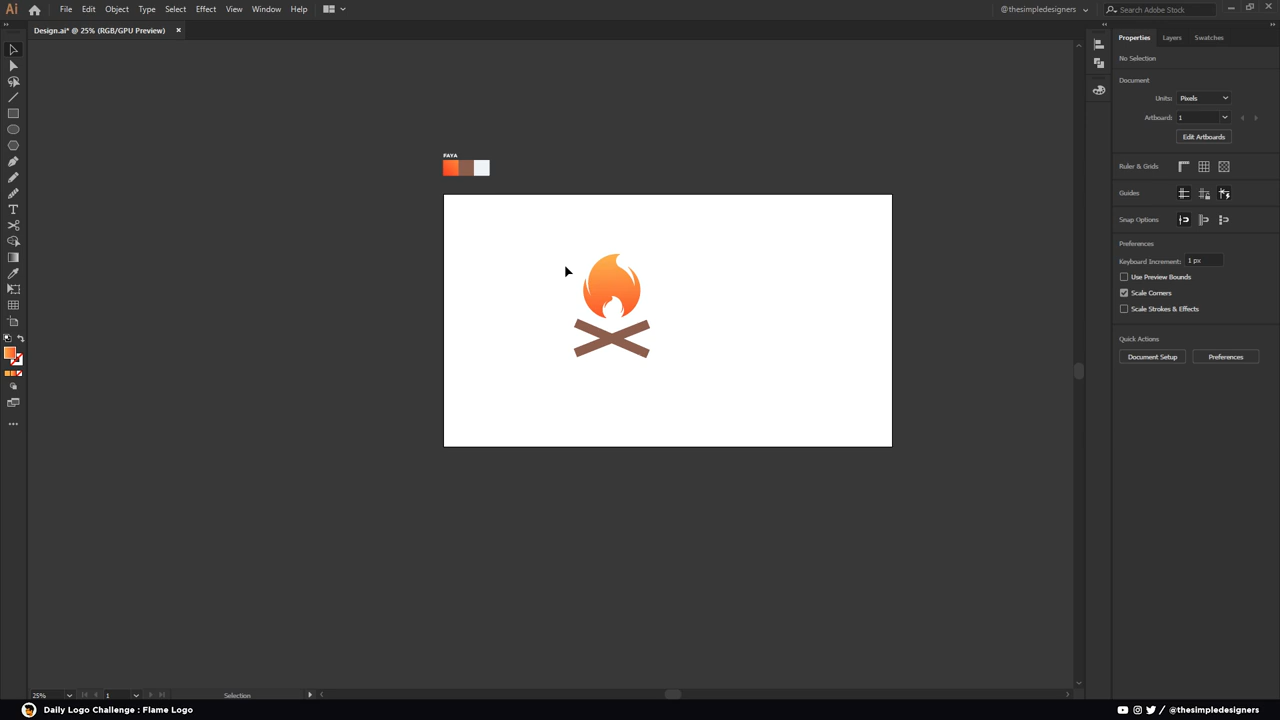 Ai File Edit Object Type Select Effect View Window Help @thesimpledesigners Search Adobe Stock
Design.ai* @ 25% (RGB/GPU Preview)
FAYA
Properties Layers Swatches
No Selection
Document
Units: Pixels
Artboard: 1
Edit Artboards
Ruler & Grids
Guides
Snap Options
Preferences
Keyboard Increment: 1 px
Use Preview Bounds
Scale Corners
Scale Strokes & Effects
Quick Actions
Document Setup Preferences
T
25% 1 Selection
Daily Logo Challenge : Flame Logo / @thesimpledesigners